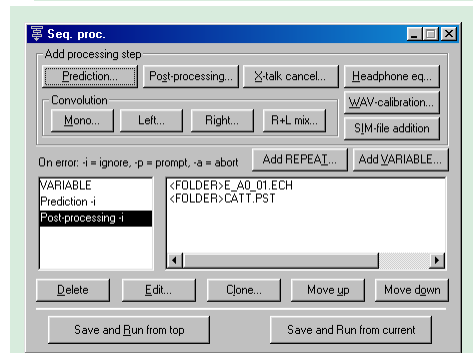 Seq. proc.
Add processing step
Prediction... Post-processing... X-talk cancel... Headphone eq...
Convolution
WAV-calibration...
Mono... Left... Right... R+L mix...
SIM-file addition
On error: -i = ignore, -p = prompt, -a = abort Add REPEAT... Add VARIABLE...
VARIABLE
Prediction -i
Post-processing -i
<FOLDER>E_A0_01.ECH
<FOLDER>CATT.PST
Delete Edit... Clone... Move up Move down
Save and Run from top Save and Run from current